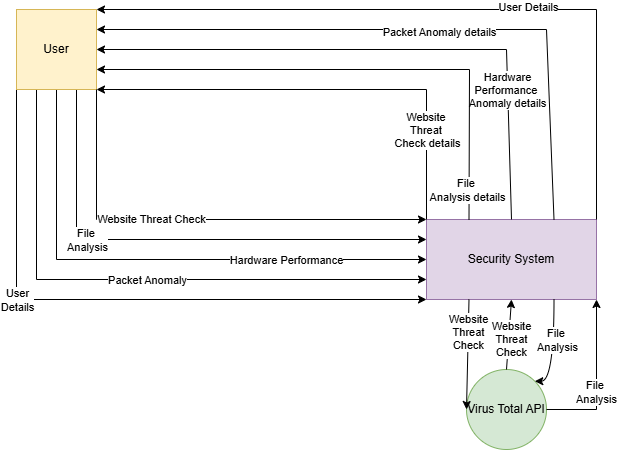 User Details
Packet Anomaly details
User
Hardware
Performance
Anomaly details
Website
Threat
Check details
File
Analysis details
Website Threat Check
File
Analysis
Hardware Performance
Security System
Packet Anomaly
User
Details
Website
Threat
Check
Website
Threat
Check
File
Analysis
File
Analysis
Virus Total API